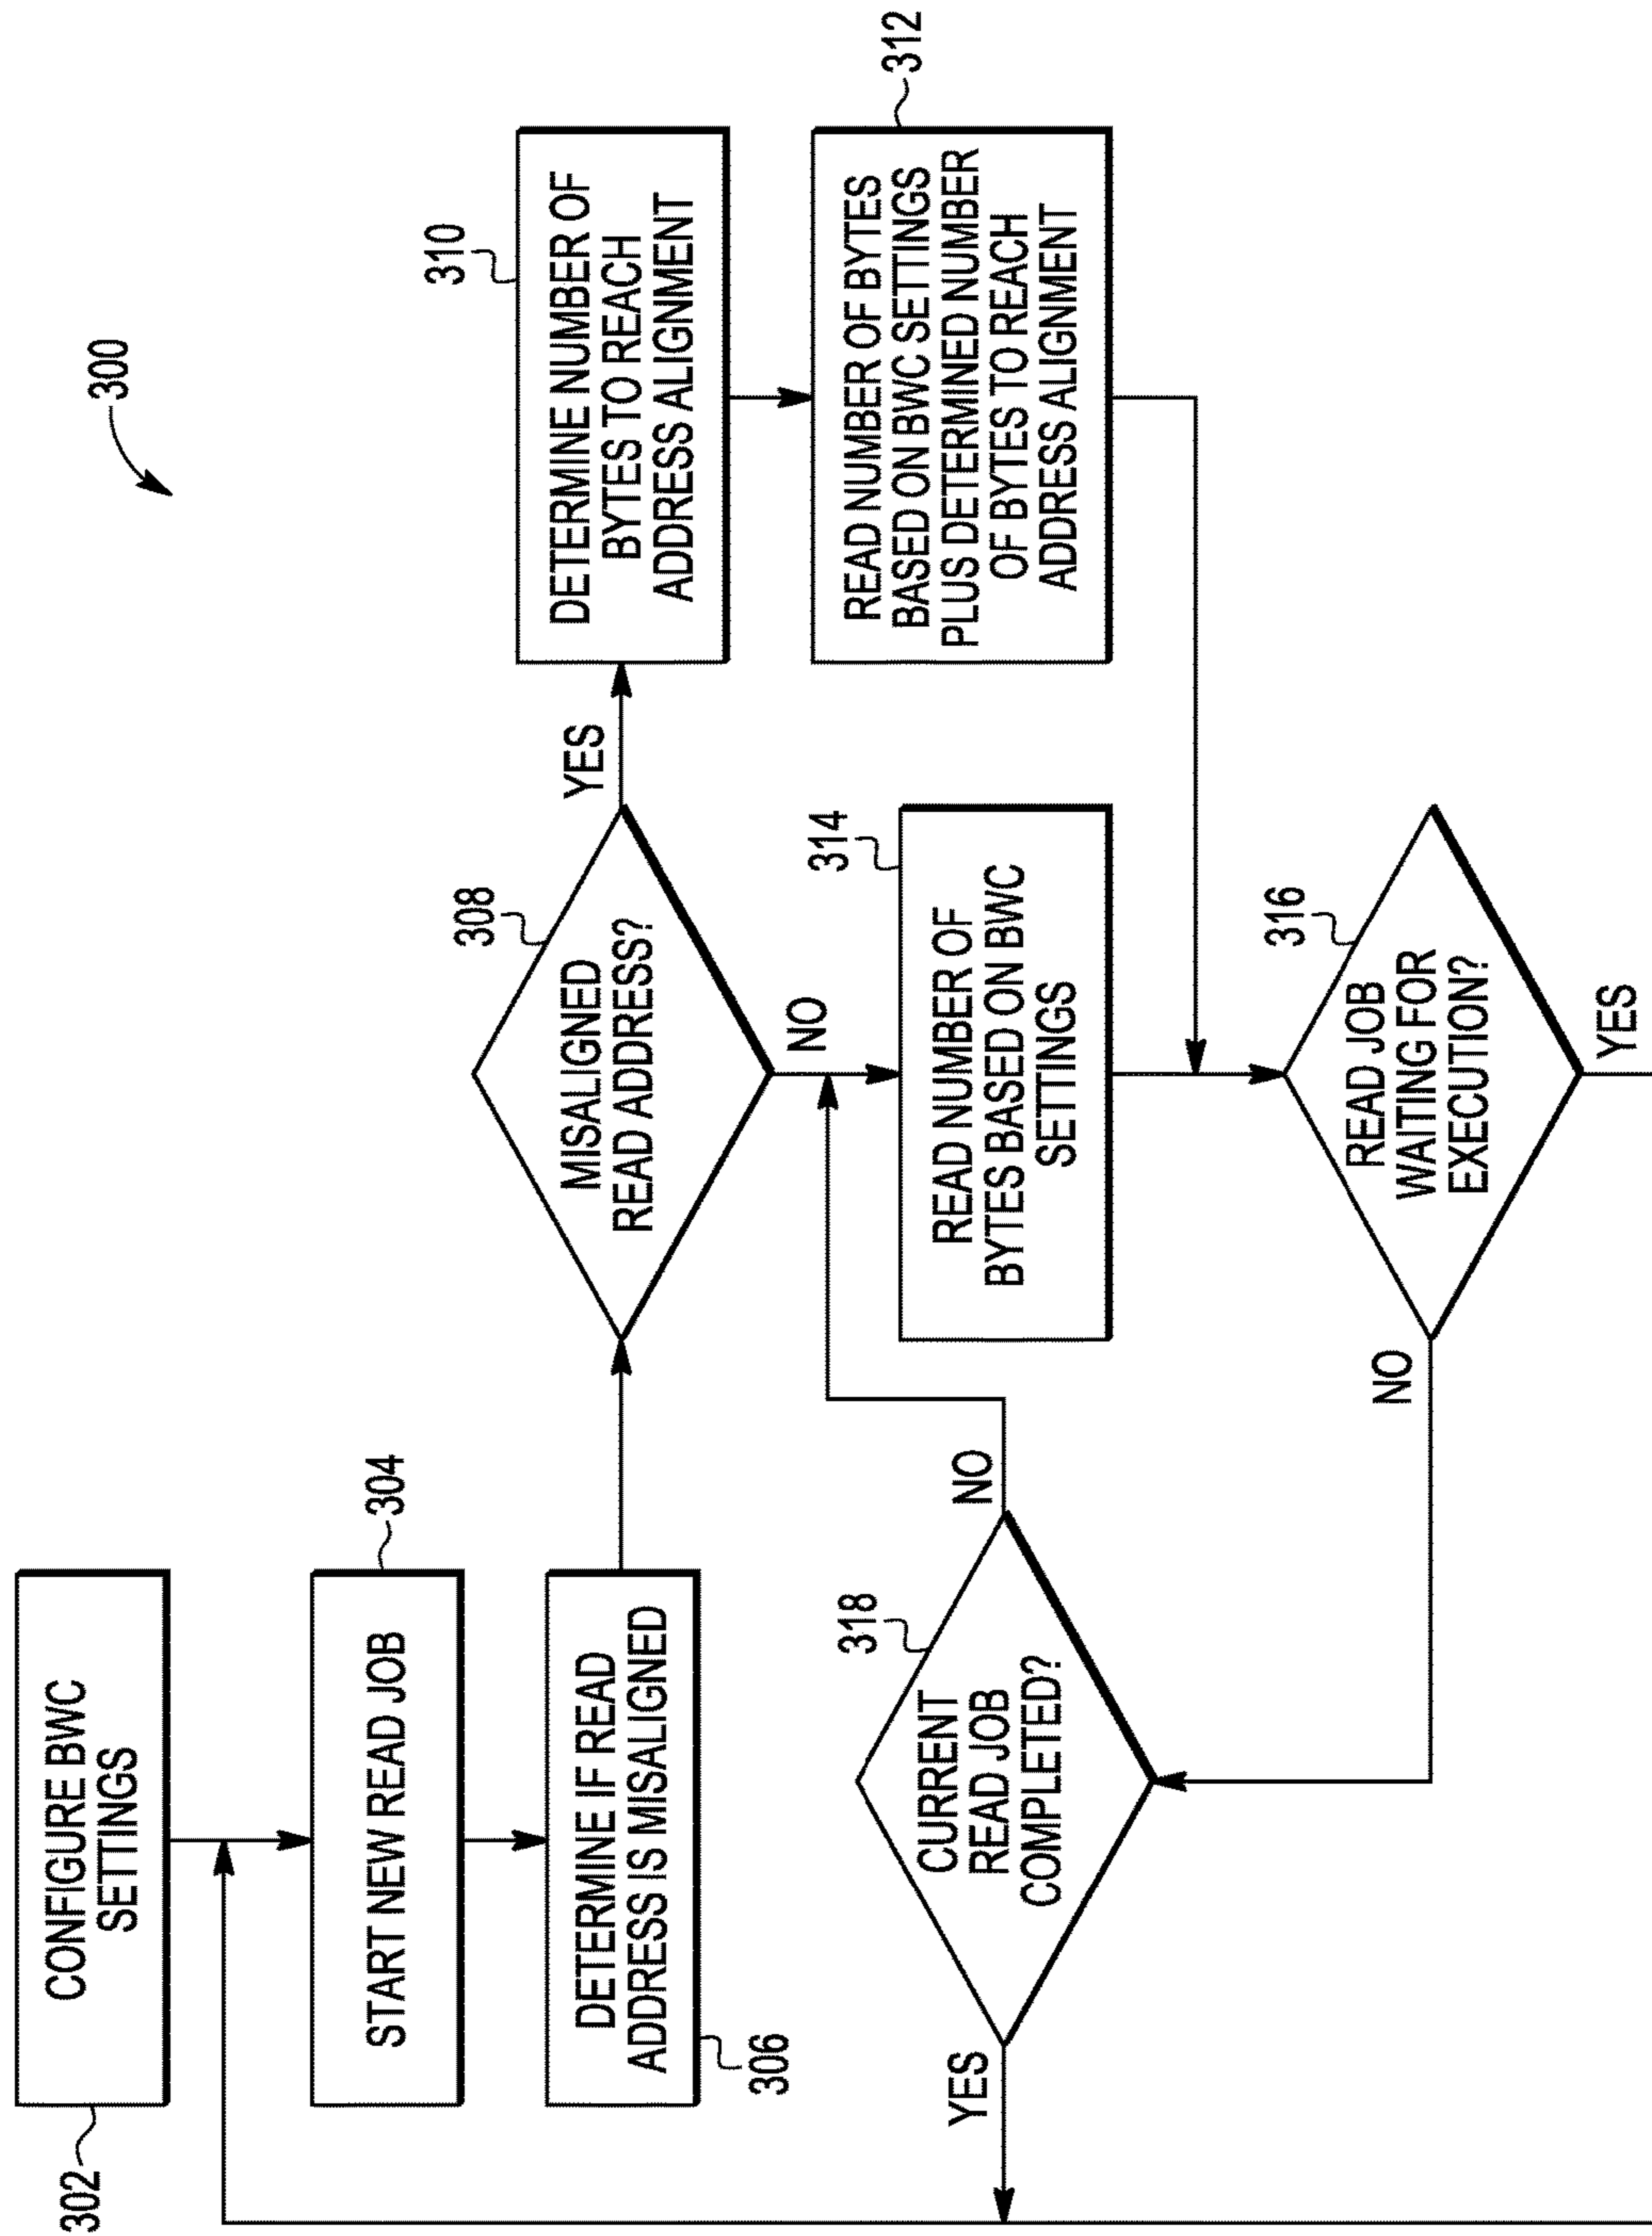 300
302
CONFIGURE BWC
SETTINGS
304
START NEW READ JOB
306
DETERMINE IF READ
ADDRESS IS MISALIGNED
308
MISALIGNED
READ ADDRESS?
YES
NO
310
DETERMINE NUMBER OF
BYTES TO REACH
ADDRESS ALIGNMENT
312
READ NUMBER OF BYTES
BASED ON BWC SETTINGS
PLUS DETERMINED NUMBER
OF BYTES TO REACH
ADDRESS ALIGNMENT
314
READ NUMBER OF
BYTES BASED ON BWC
SETTINGS
316
READ JOB
WAITING FOR
EXECUTION?
NO
YES
318
CURRENT
READ JOB
COMPLETED?
NO
YES